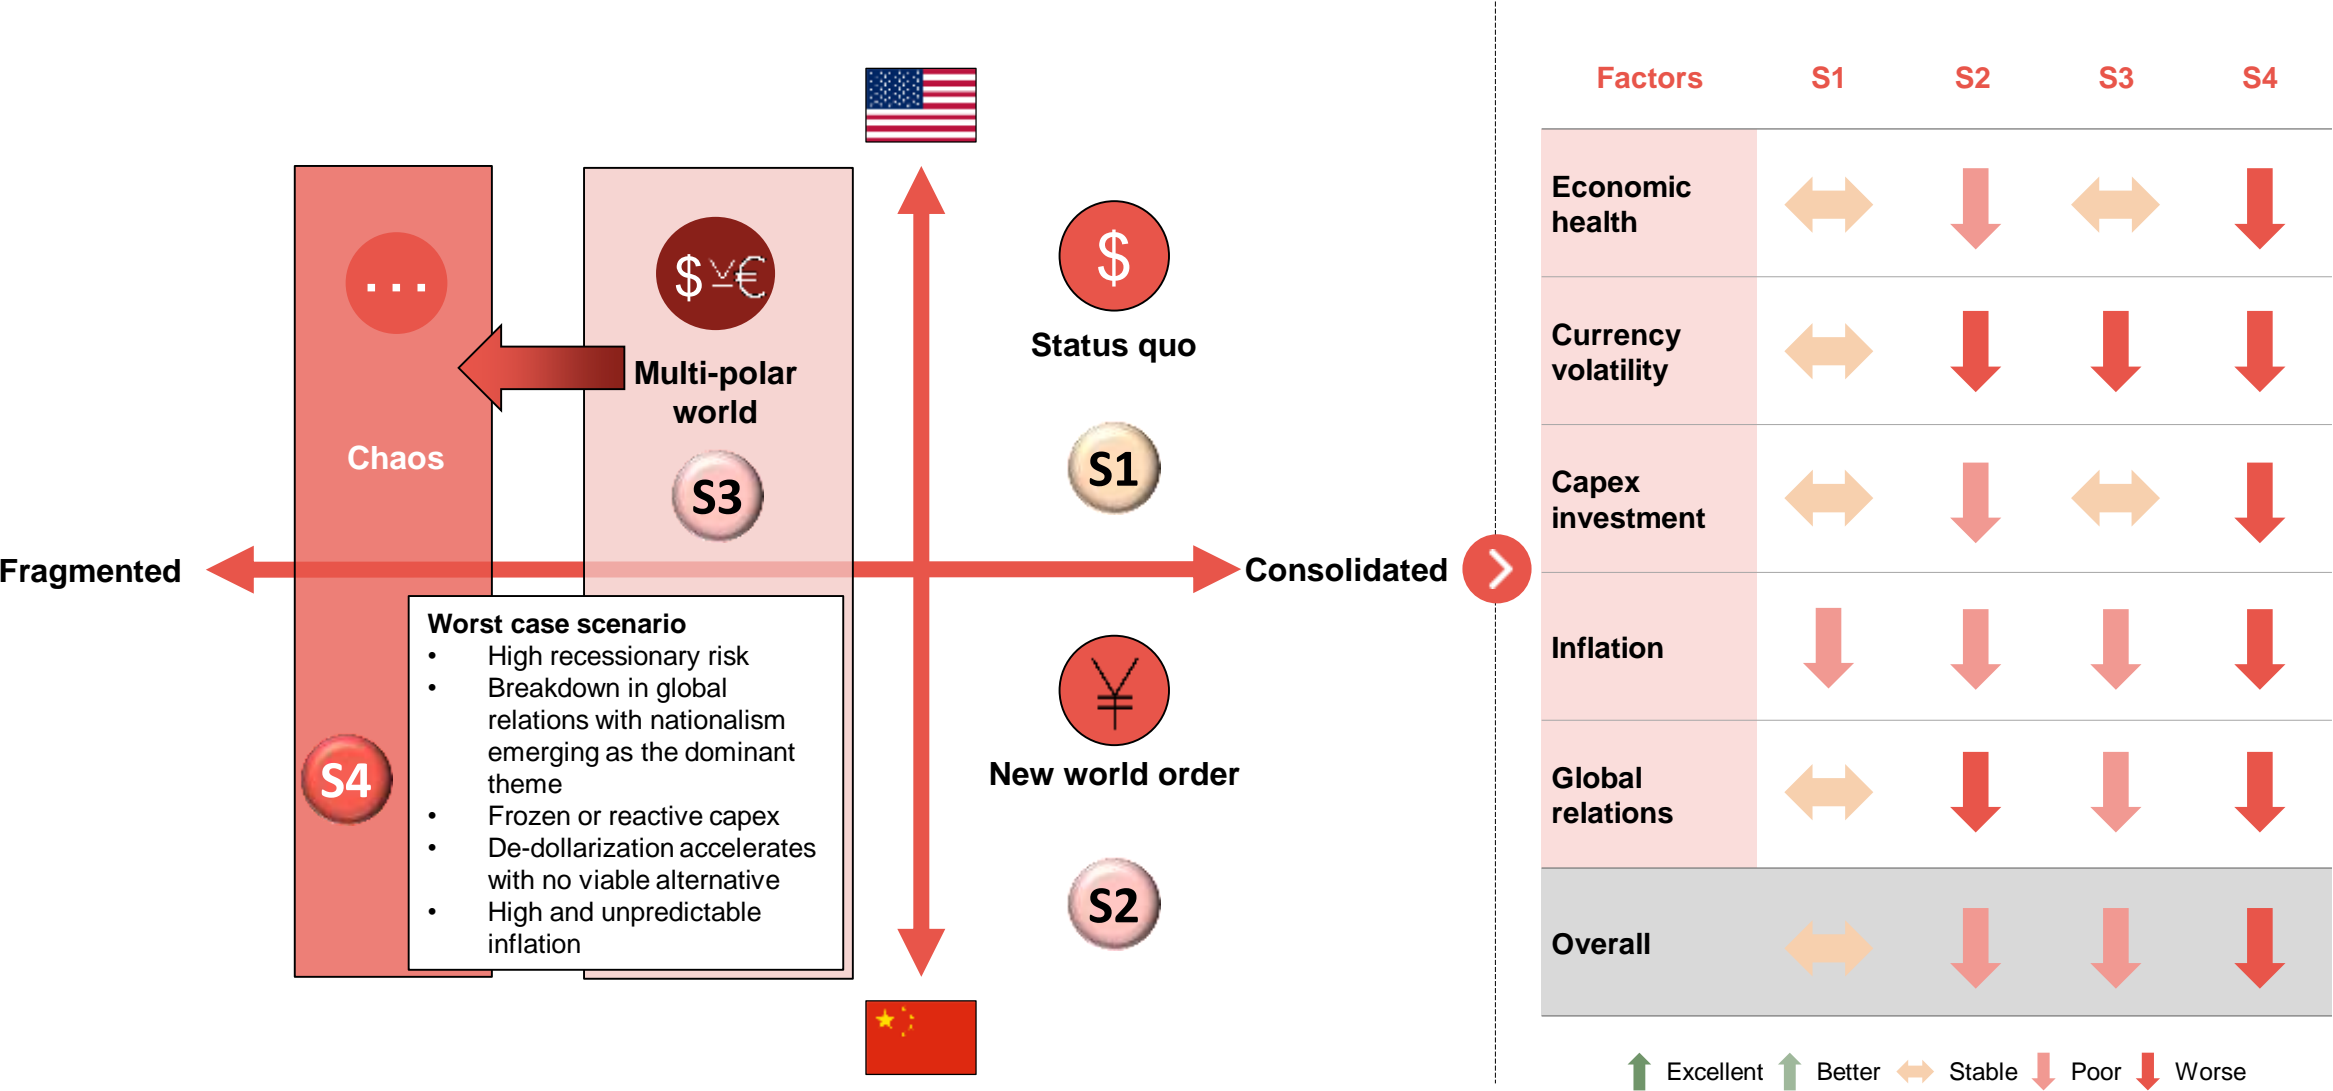 ...
Chaos
$¥€
Multi-polar
world
S3
$
Status quo
S1
Fragmented
Consolidated
Worst case scenario
• High recessionary risk
• Breakdown in global
relations with nationalism
emerging as the dominant
theme
• Frozen or reactive capex
• De-dollarization accelerates
with no viable alternative
• High and unpredictable
inflation
S4
¥
New world order
S2
Factors S1 S2 S3 S4
Economic
health
Currency
volatility
Capex
investment
Inflation
Global
relations
Overall
Excellent Better Stable Poor Worse